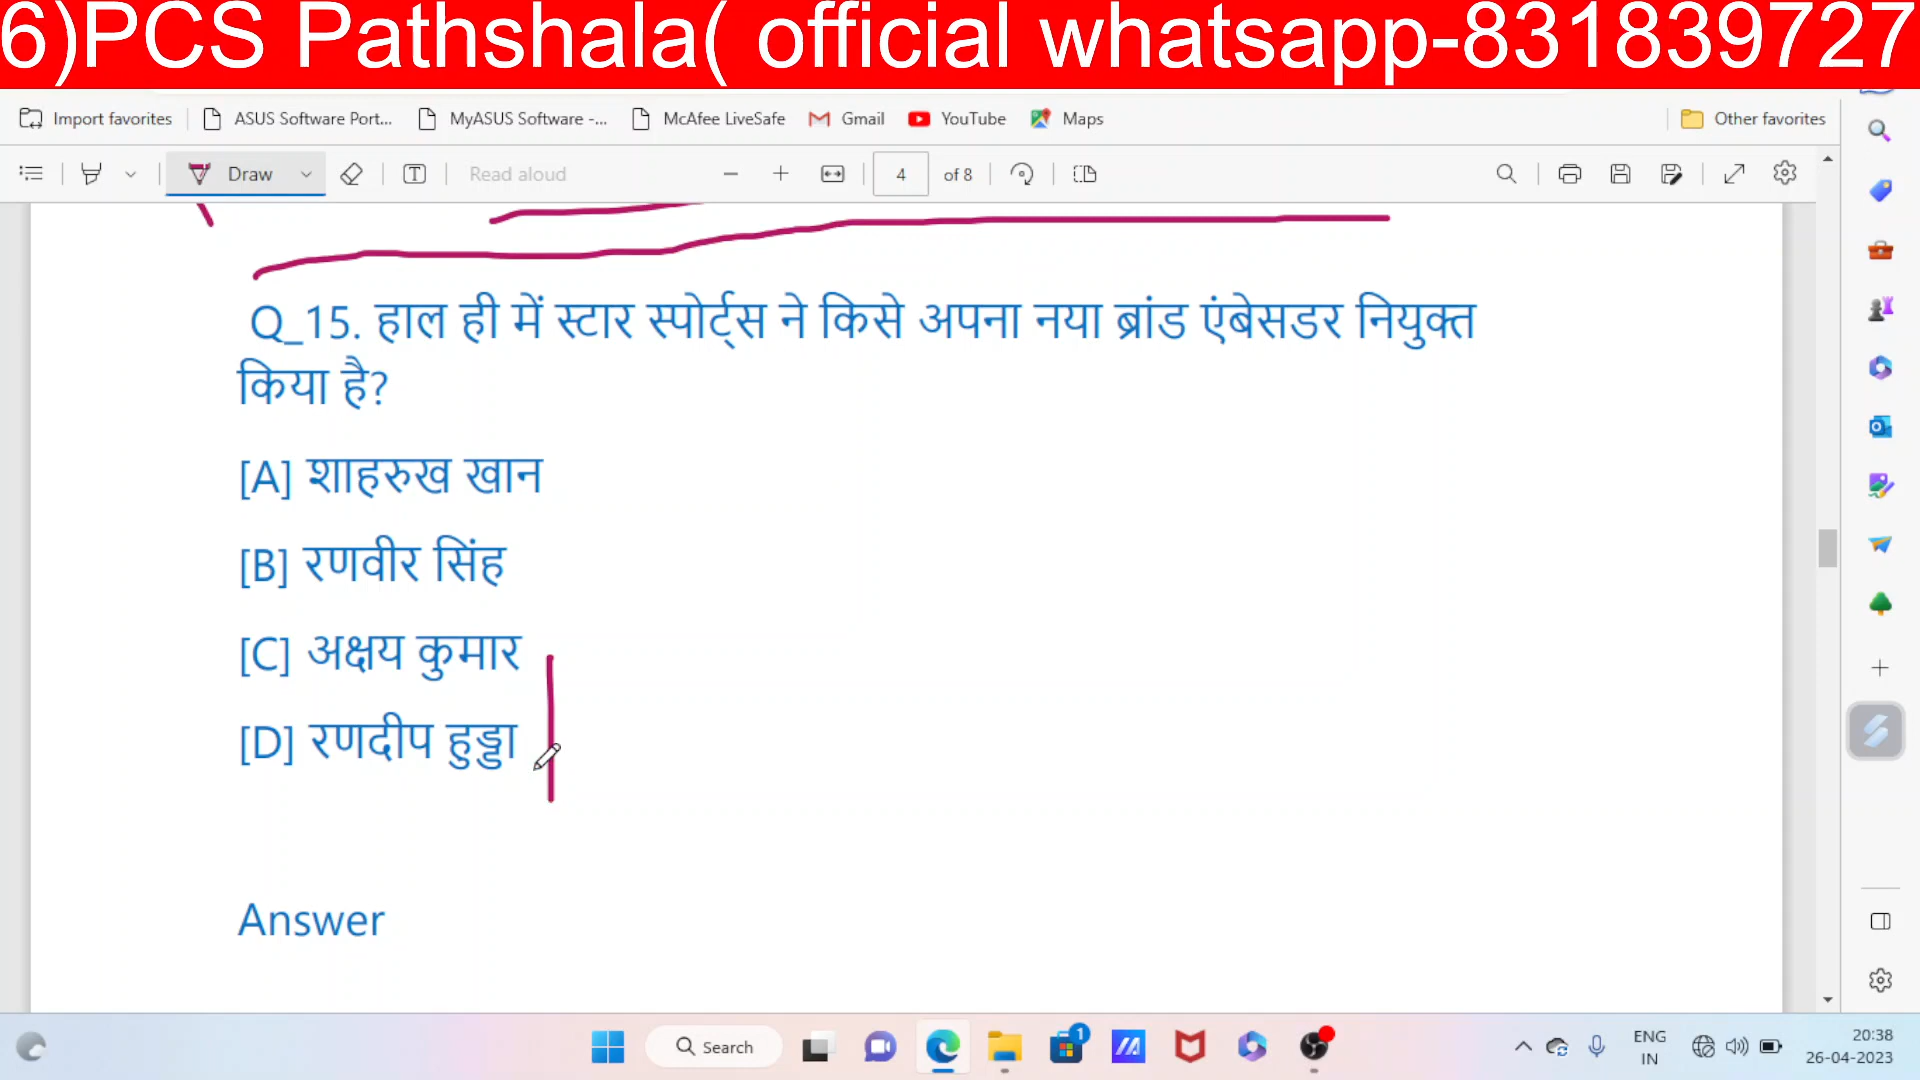 6)PCS Pathshala( official whatsapp-831839727
Import favorites
ASUS Software Port...
MyASUS Software -...
McAfee LiveSafe
Gmail
YouTube
Maps
Other favorites
Draw
Read aloud
4
of 8
Q_15. हाल ही में स्टार स्पोर्ट्स ने किसे अपना नया ब्रांड एंबेसडर नियुक्त
किया है?
[A] शाहरुख खान
[B] रणवीर सिंह
[C] अक्षय कुमार
[D] रणदीप हुड्डा
Answer
Search
1
ENG
IN
20:38
26-04-2023